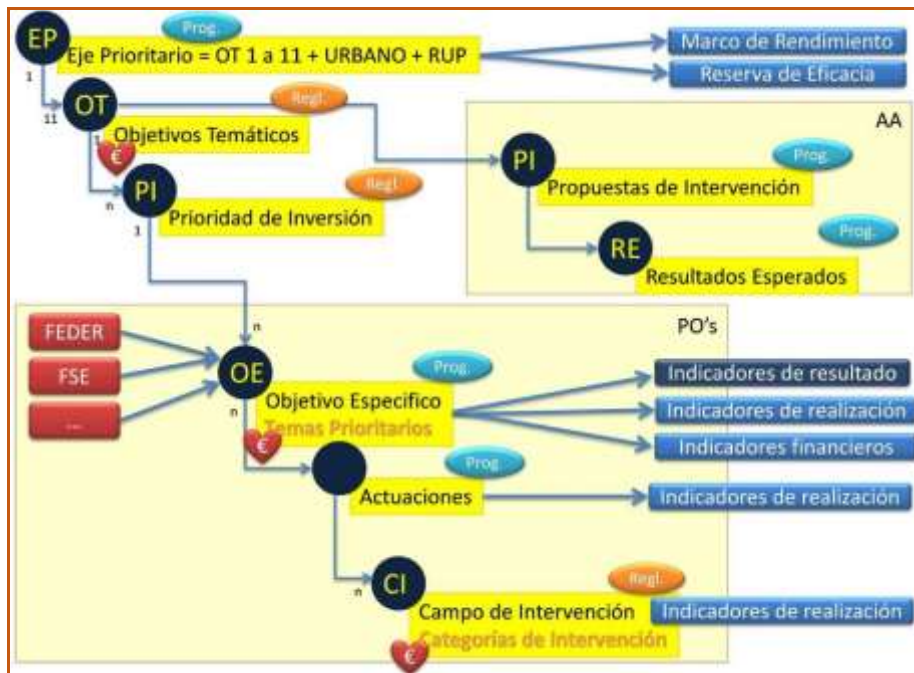 Prog.
EP
Eje Prioritario = OT 1 a 11 + URBANO + RUP
Marco de Rendimiento
Reserva de Eficacia
1
11
OT
Regl.
Objetivos Temáticos
1
€
n
PI
Regl.
Prioridad de Inversión
1
AA
PI
Prog.
Propuestas de Intervención
RE
Prog.
Resultados Esperados
n
PO's
FEDER
FSE
....
OE
Prog.
Objetivo Especifico
Temas Prioritarios
n
€
Indicadores de resultado
Indicadores de realización
Indicadores financieros
Prog.
Actuaciones
Indicadores de realización
n
CI
Regl.
Campo de Intervención
Indicadores de realización
Categorías de Intervención
€